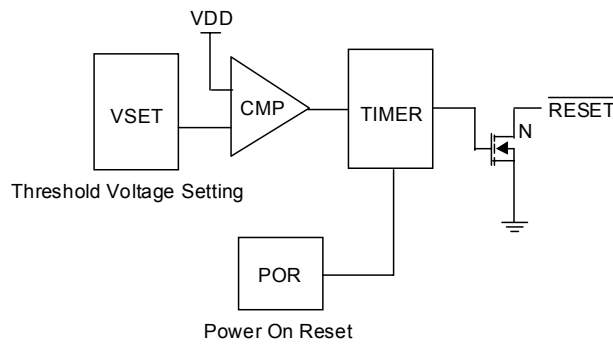 VDD
VSET
CMP
TIMER
RESET
N
Threshold Voltage Setting
POR
Power On Reset